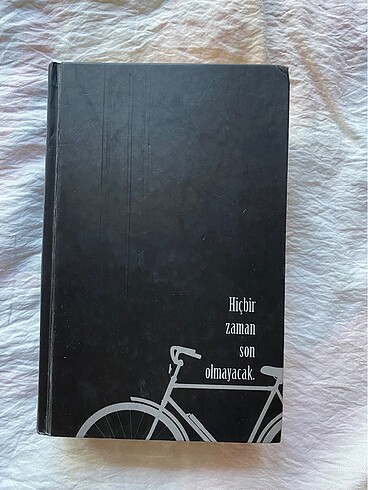 Hiçbir
zaman
son
olmayacak.